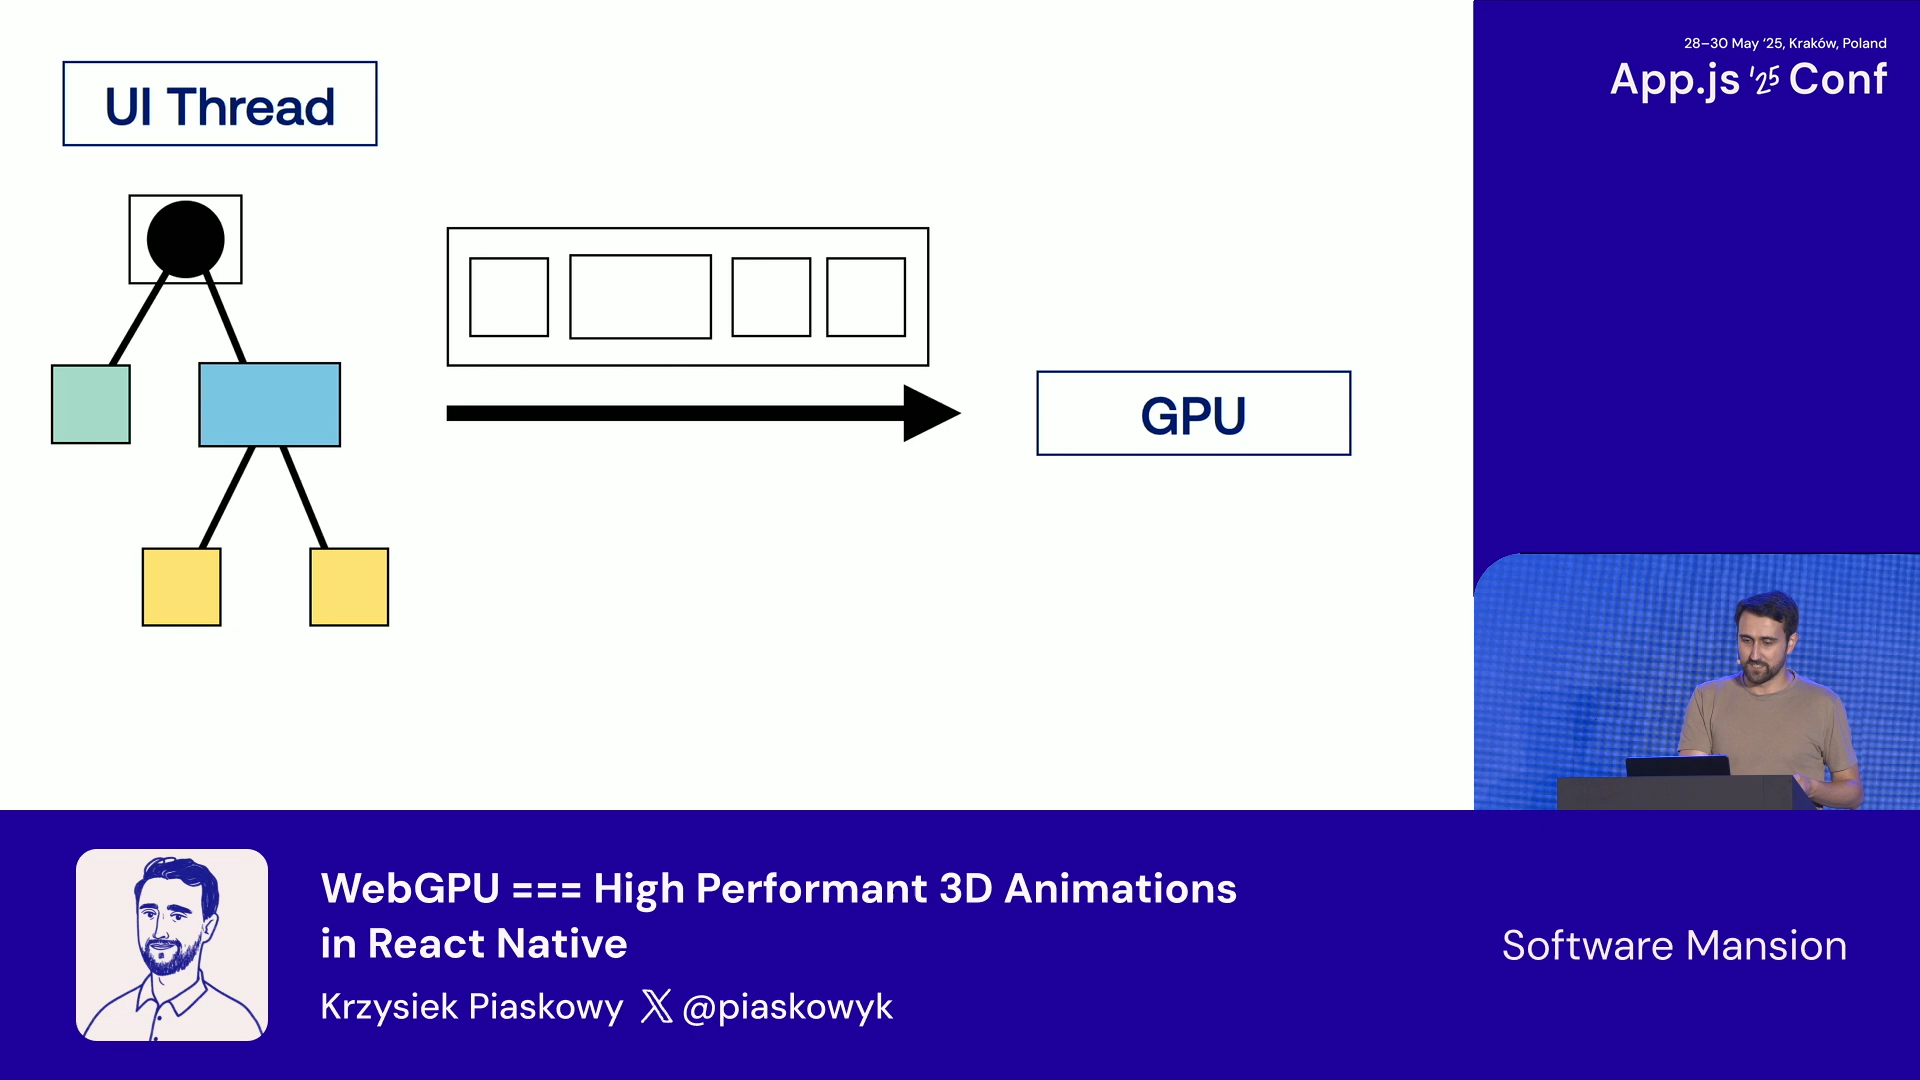 UI Thread
GPU
28–30 May ‘25, Kraków, Poland
App.js '25 Conf
WebGPU === High Performant 3D Animations
in React Native
Krzysiek Piaskowy 𝕏 @piaskowyk
Software Mansion